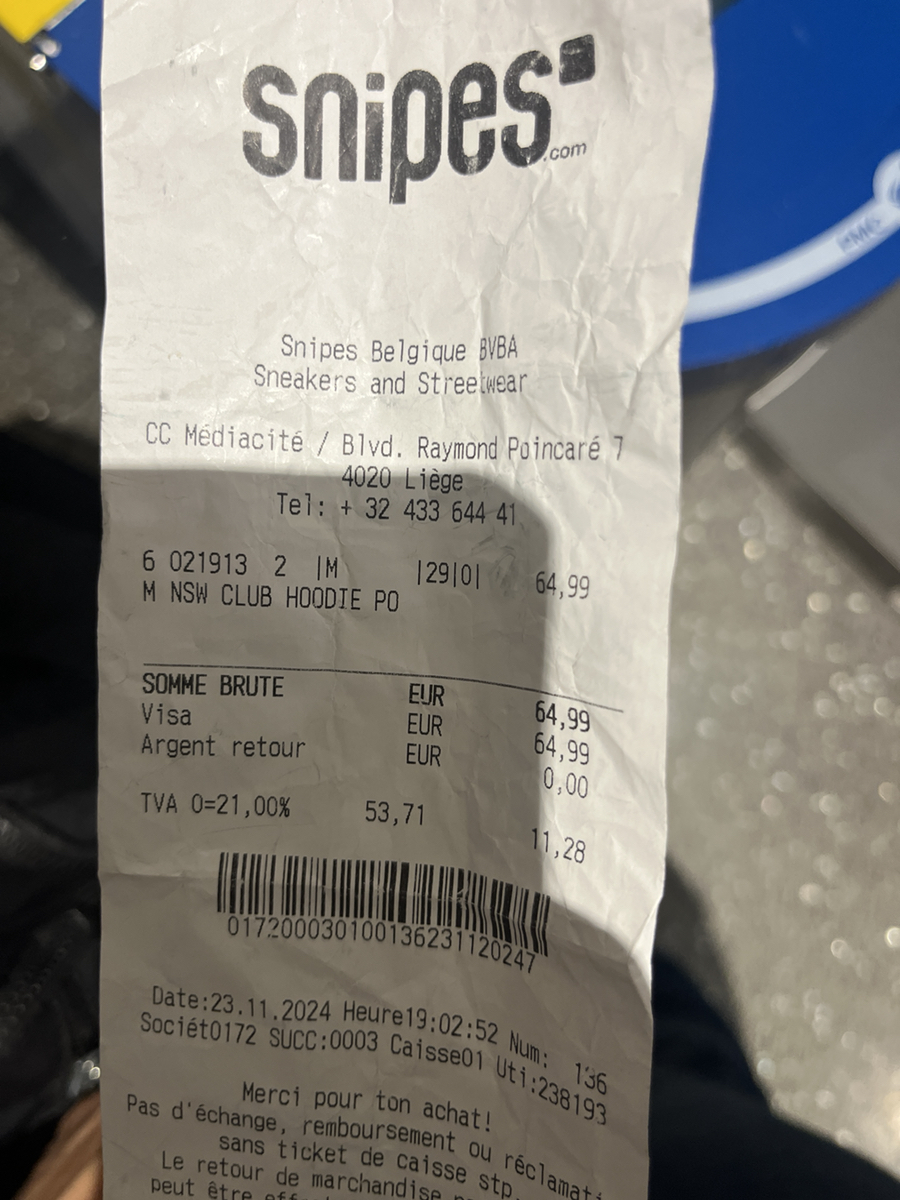 snipes
.com
Snipes Belgique BVBA
Sneakers and Streetwear
CC Médiacité / Blvd. Raymond Poincaré 7
4020 Liège
Tel: + 32 433 644 41
6 021913 2 |M |29|0| 64,99
M NSW CLUB HOODIE PO
SOMME BRUTE EUR 64,99
Visa EUR 64,99
Argent retour EUR 0,00
TVA 0=21,00% 53,71 11,28
017200030100136231120247
Date:23.11.2024 Heure19:02:52 Num: 136
Sociét0172 SUCC:0003 Caisse01 Uti:238193
Merci pour ton achat!
Pas d'échange, remboursement ou réclamati
sans ticket de caisse stp.
Le retour de marchandise
peut être